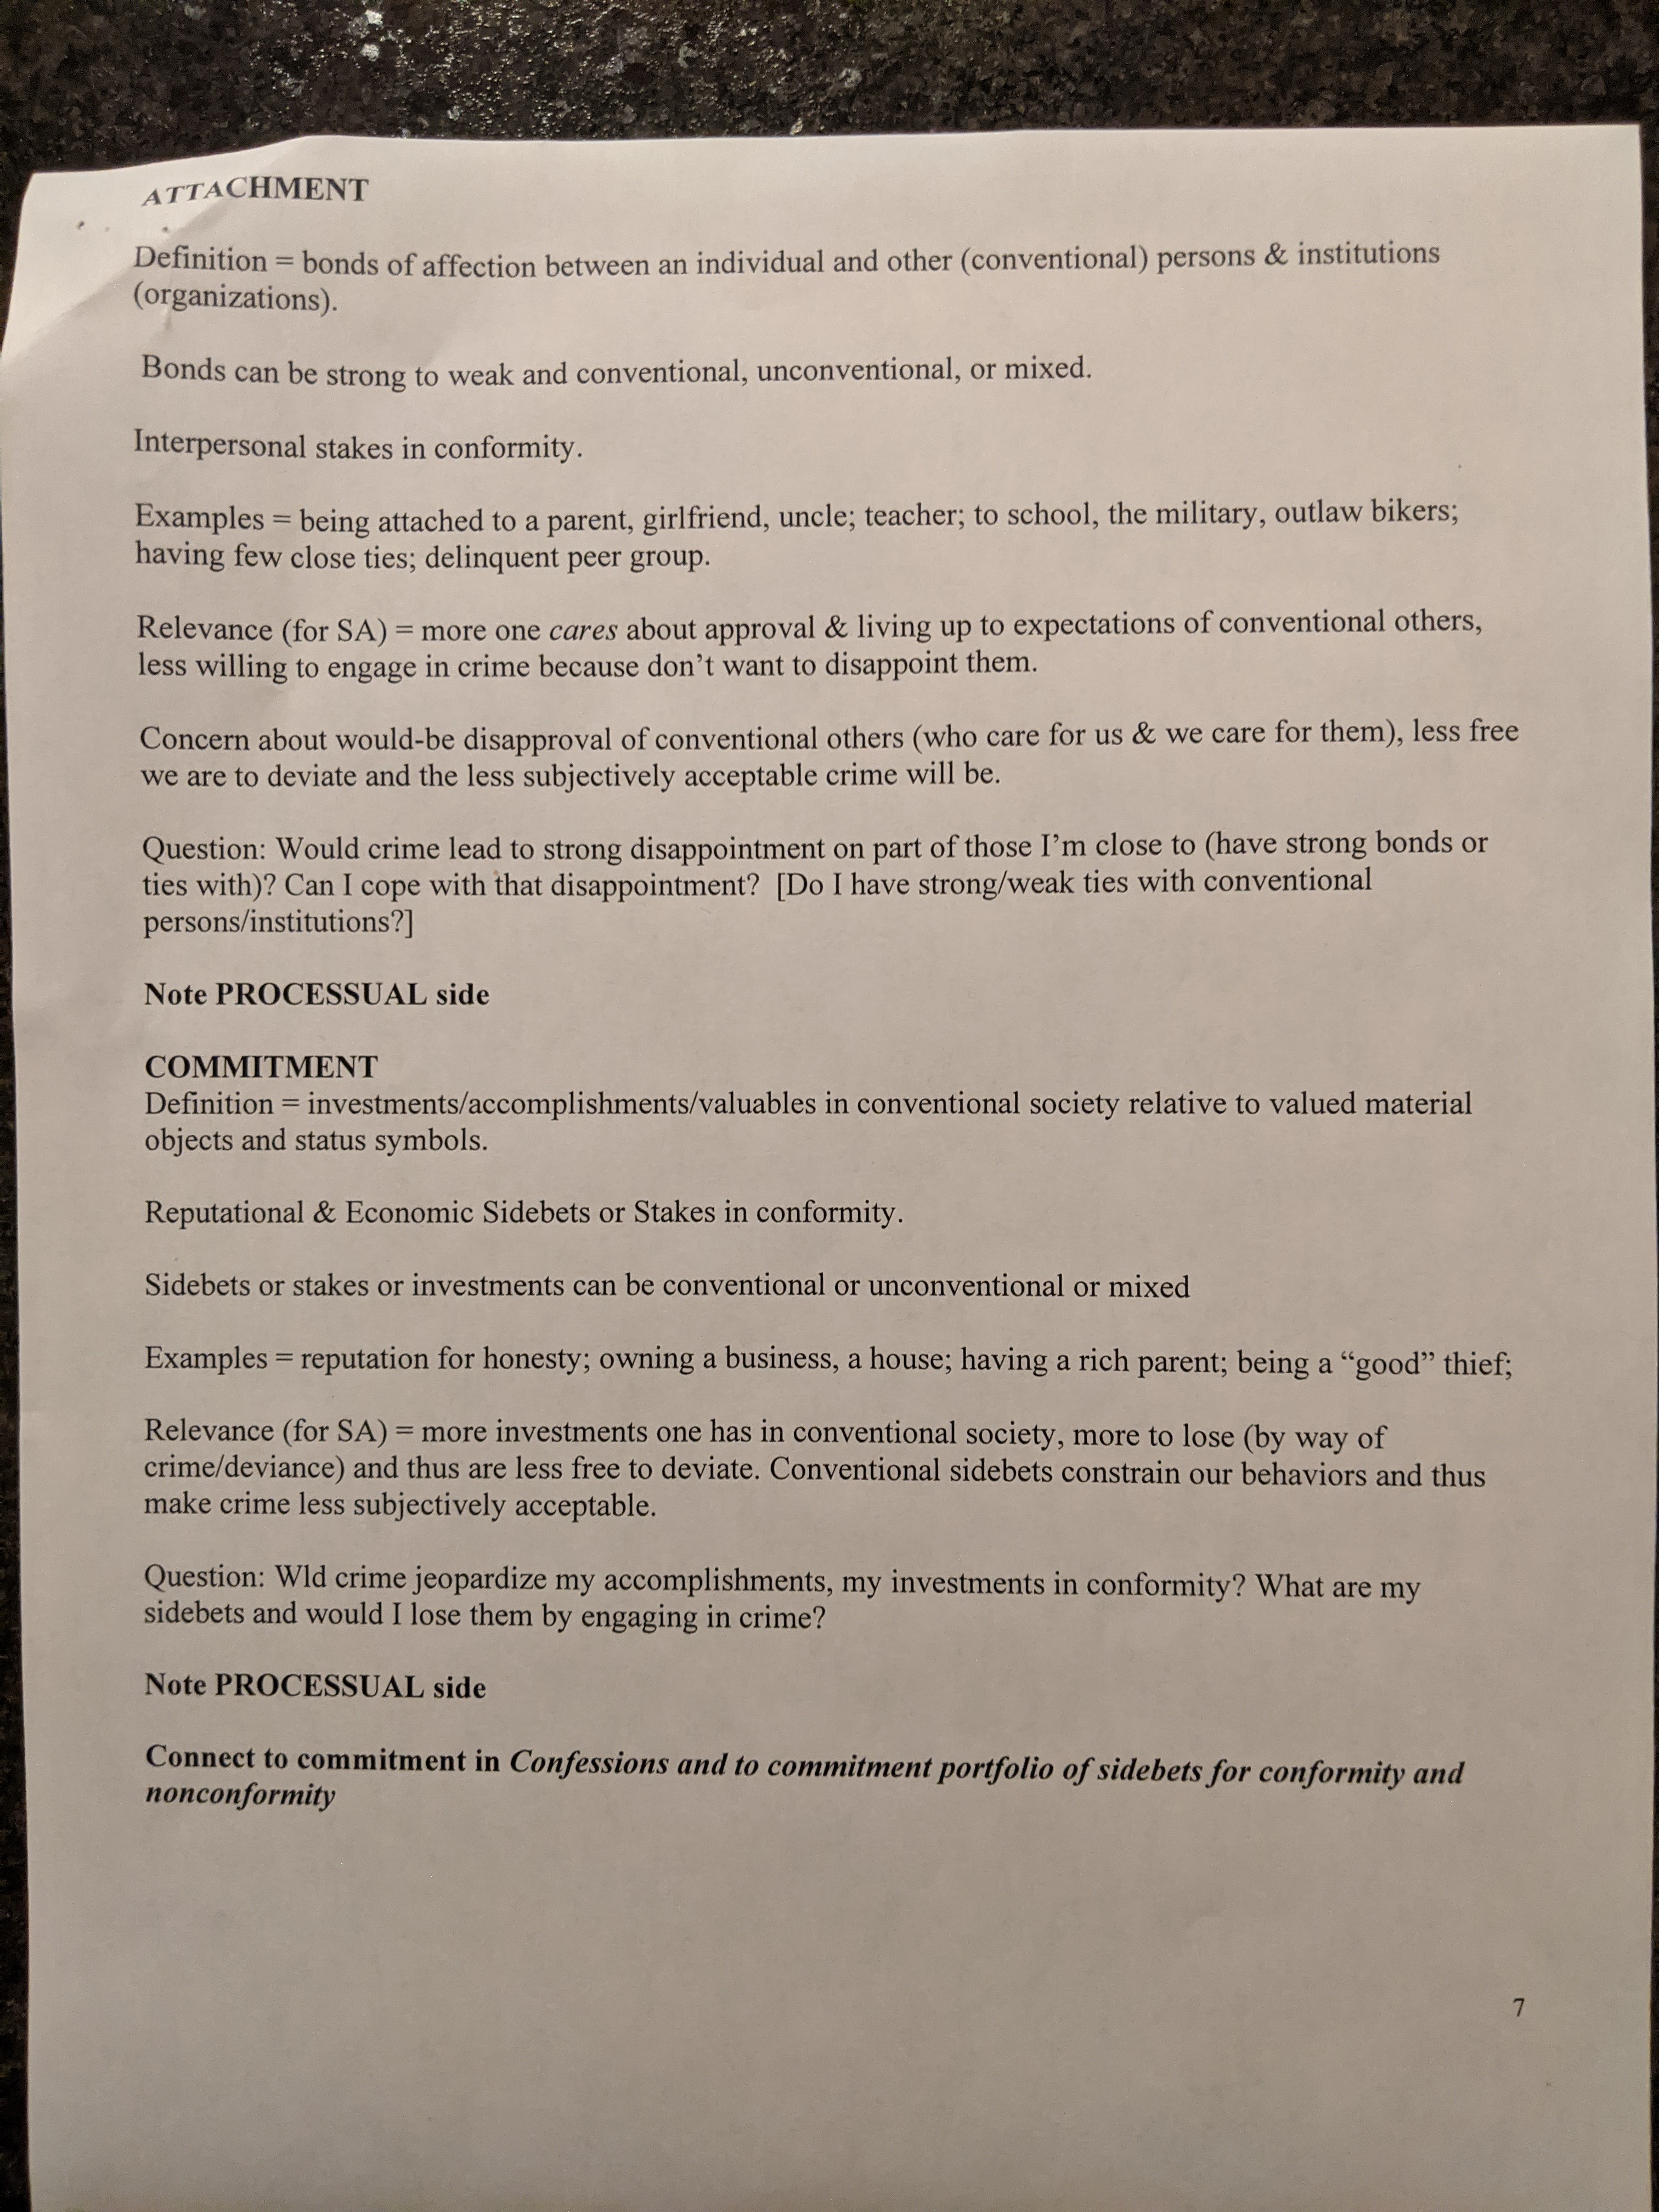 ATTACHMENT
Definition = bonds of affection between an individual and other (conventional) persons & institutions
(organizations).
Bonds can be strong to weak and conventional, unconventional, or mixed.
Interpersonal stakes in conformity.
Examples = being attached to a parent, girlfriend, uncle; teacher; to school, the military, outlaw bikers;
having few close ties; delinquent peer group.
Relevance (for SA) = more one cares about approval & living up to expectations of conventional others,
less willing to engage in crime because don’t want to disappoint them.
Concern about would-be disapproval of conventional others (who care for us & we care for them), less free
we are to deviate and the less subjectively acceptable crime will be.
Question: Would crime lead to strong disappointment on part of those I’m close to (have strong bonds or
ties with)? Can I cope with that disappointment? [Do I have strong/weak ties with conventional
persons/institutions?]
Note PROCESSUAL side
COMMITMENT
Definition = investments/accomplishments/valuables in conventional society relative to valued material
objects and status symbols.
Reputational & Economic Sidebets or Stakes in conformity.
Sidebets or stakes or investments can be conventional or unconventional or mixed
Examples = reputation for honesty; owning a business, a house; having a rich parent; being a “good” thief;
Relevance (for SA) = more investments one has in conventional society, more to lose (by way of
crime/deviance) and thus are less free to deviate. Conventional sidebets constrain our behaviors and thus
make crime less subjectively acceptable.
Question: Wld crime jeopardize my accomplishments, my investments in conformity? What are my
sidebets and would I lose them by engaging in crime?
Note PROCESSUAL side
Connect to commitment in Confessions and to commitment portfolio of sidebets for conformity and
nonconformity
7